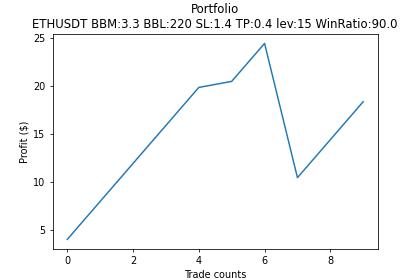 Portfolio
ETHUSDT BBM:3.3 BBL:220 SL:1.4 TP:0.4 lev:15 WinRatio:90.0
25
20
15
10
5
Profit ($)
0 2 4 6 8
Trade counts